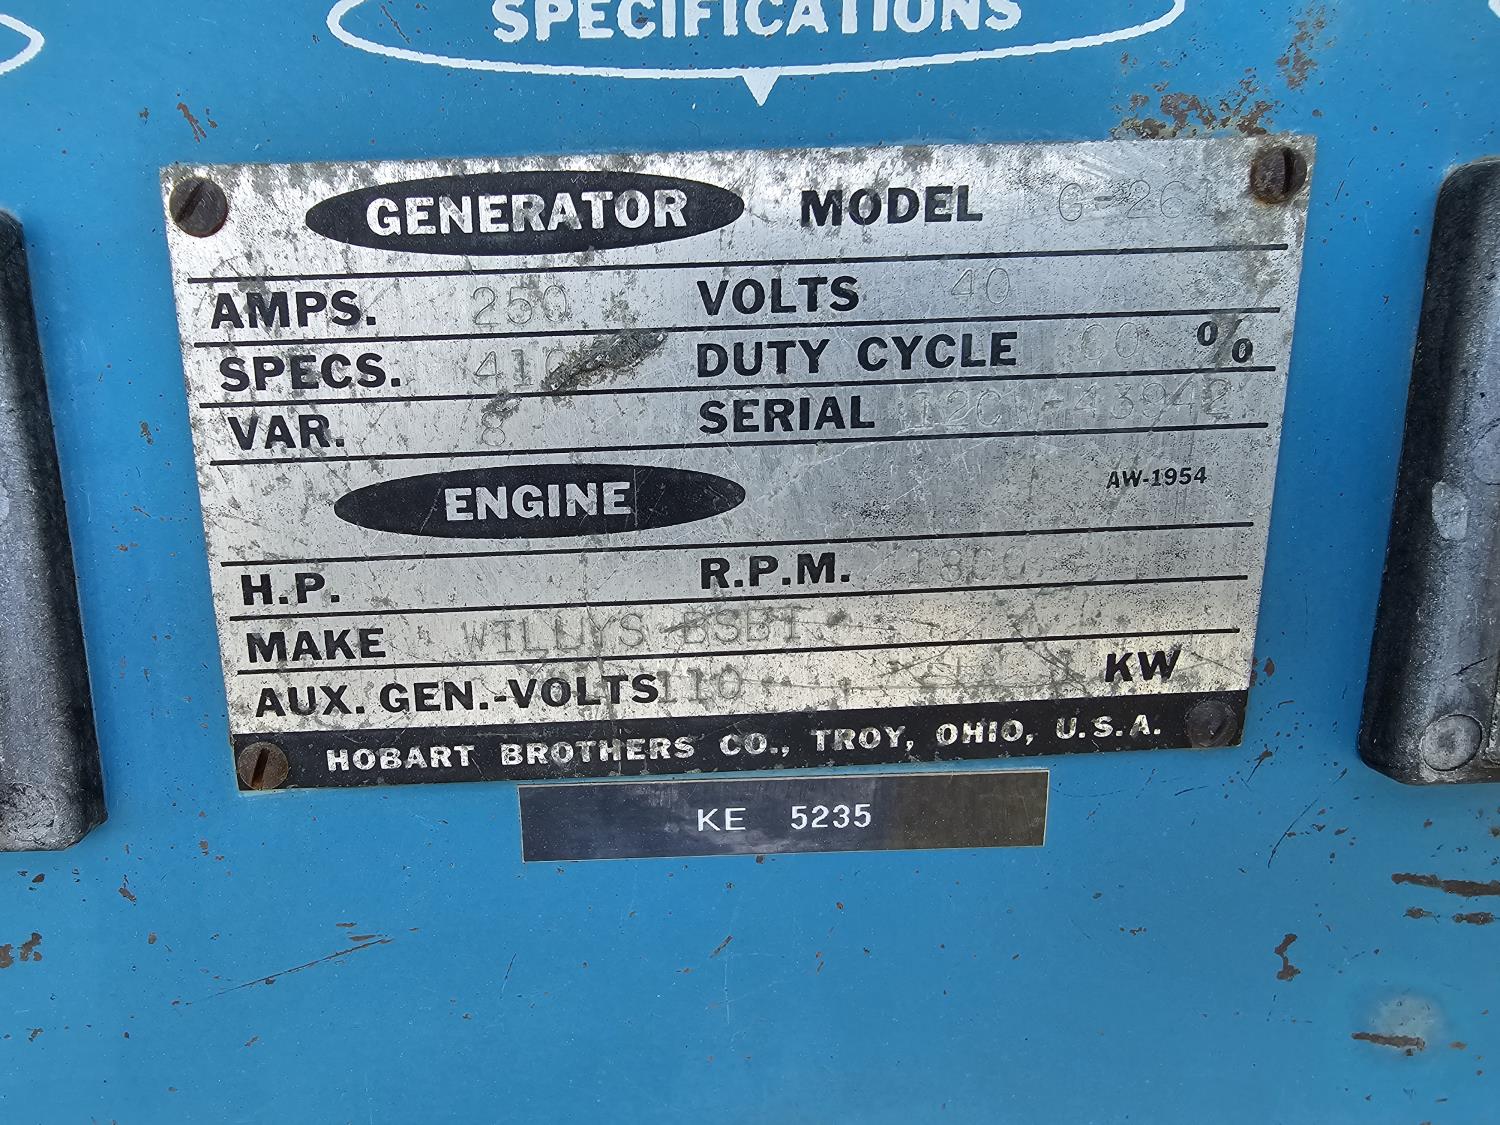 SPECIFICATIONS
GENERATOR MODEL
AMPS. 250 VOLTS 40
SPECS. DUTY CYCLE %
VAR. 8 SERIAL
ENGINE AW-1954
H.P. R.P.M. 1800
MAKE WILLYS
AUX. GEN.-VOLTS 110 1 KW
HOBART BROTHERS CO., TROY, OHIO, U.S.A.
KE 5235